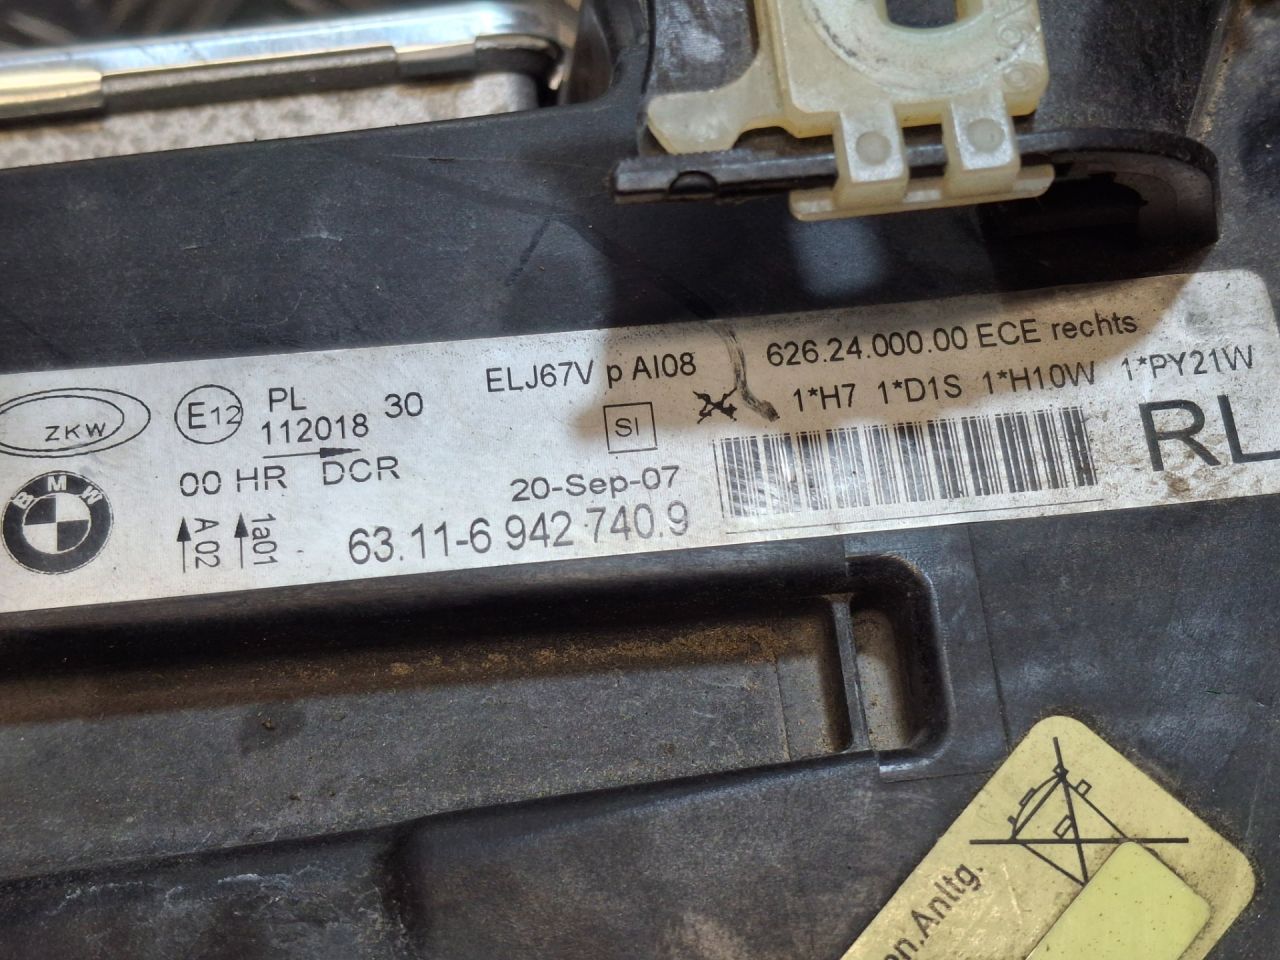 ZKW
E12
PL
112018
30
00 HR DCR
ELJ67V p AI08
SI
626.24.000.00 ECE rechts
1*H7 1*D1S 1*H10W 1*PY21W
RL
20-Sep-07
BMW
A 02
1a01
63.11-6 942 740.9
en.Anltg.